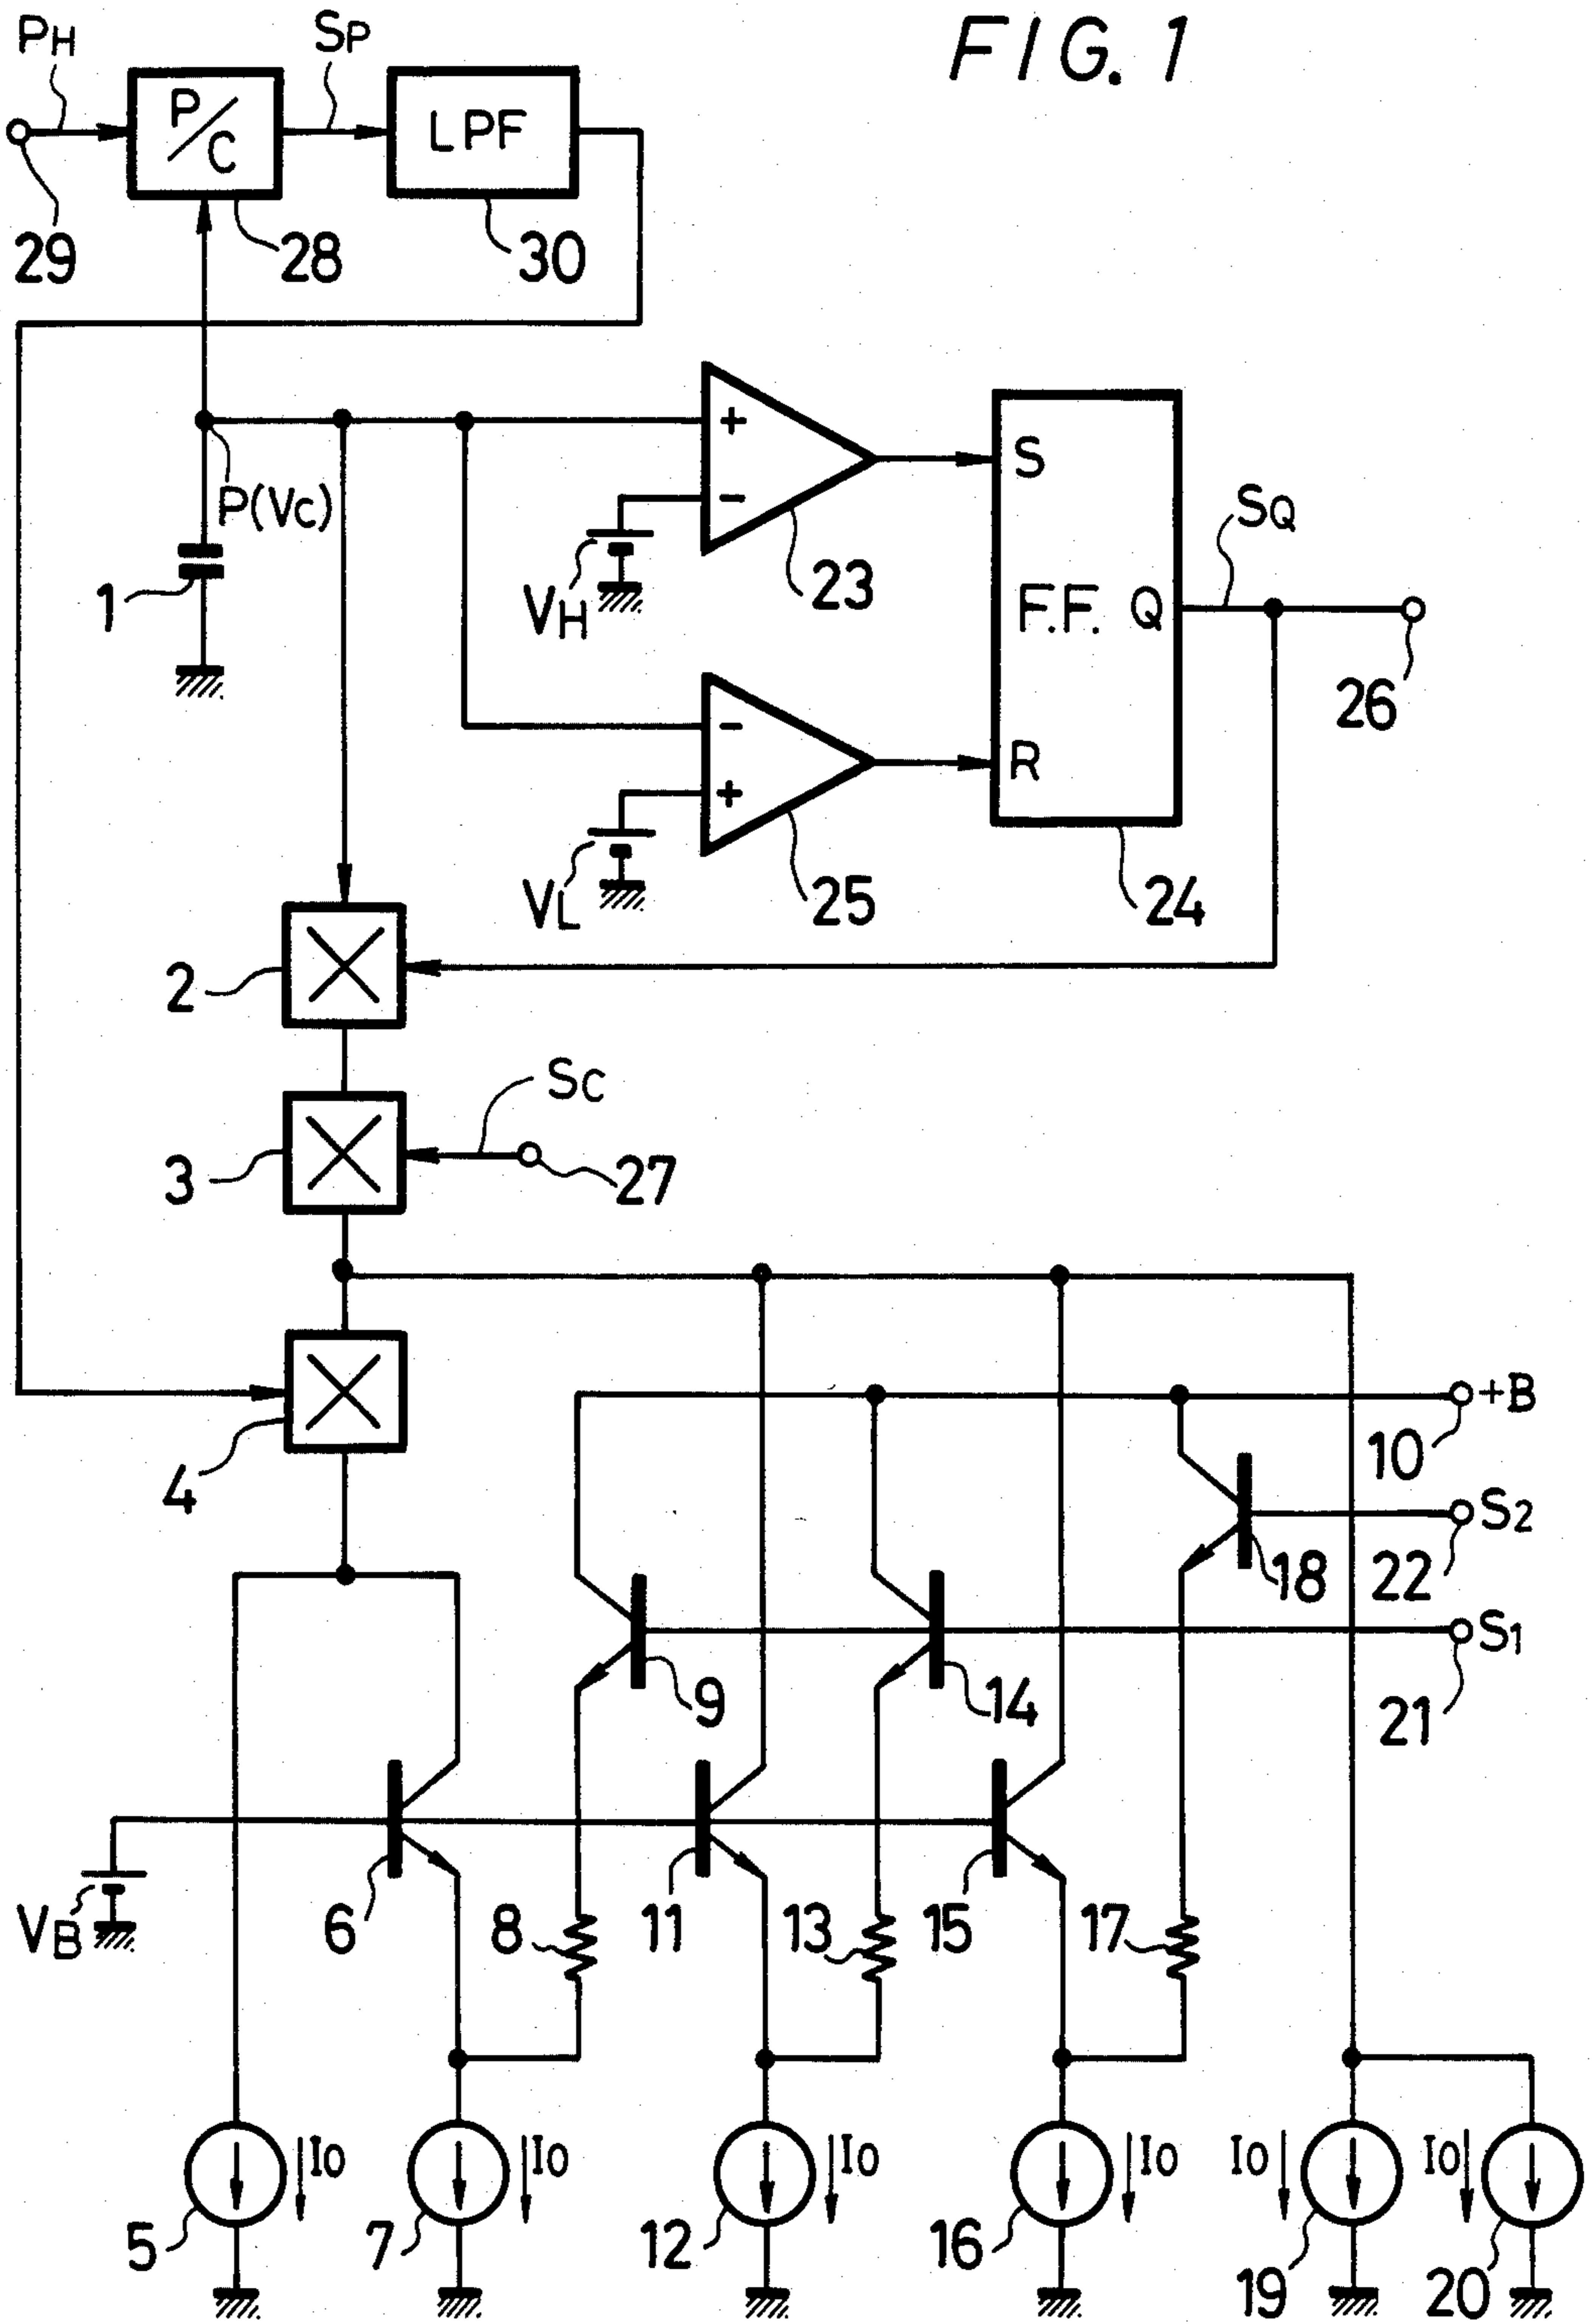 FIG. 1
PH
SP
P/C
LPF
29
28
30
P(VC)
1
+
-
VH
23
S
F.F.
Q
SQ
26
-
+
R
VL
25
24
2
SC
3
27
4
+B
10
S2
22
18
S1
21
9
14
VB
6
8
11
13
15
17
I0
I0
I0
I0
I0
I0
5
7
12
16
19
20